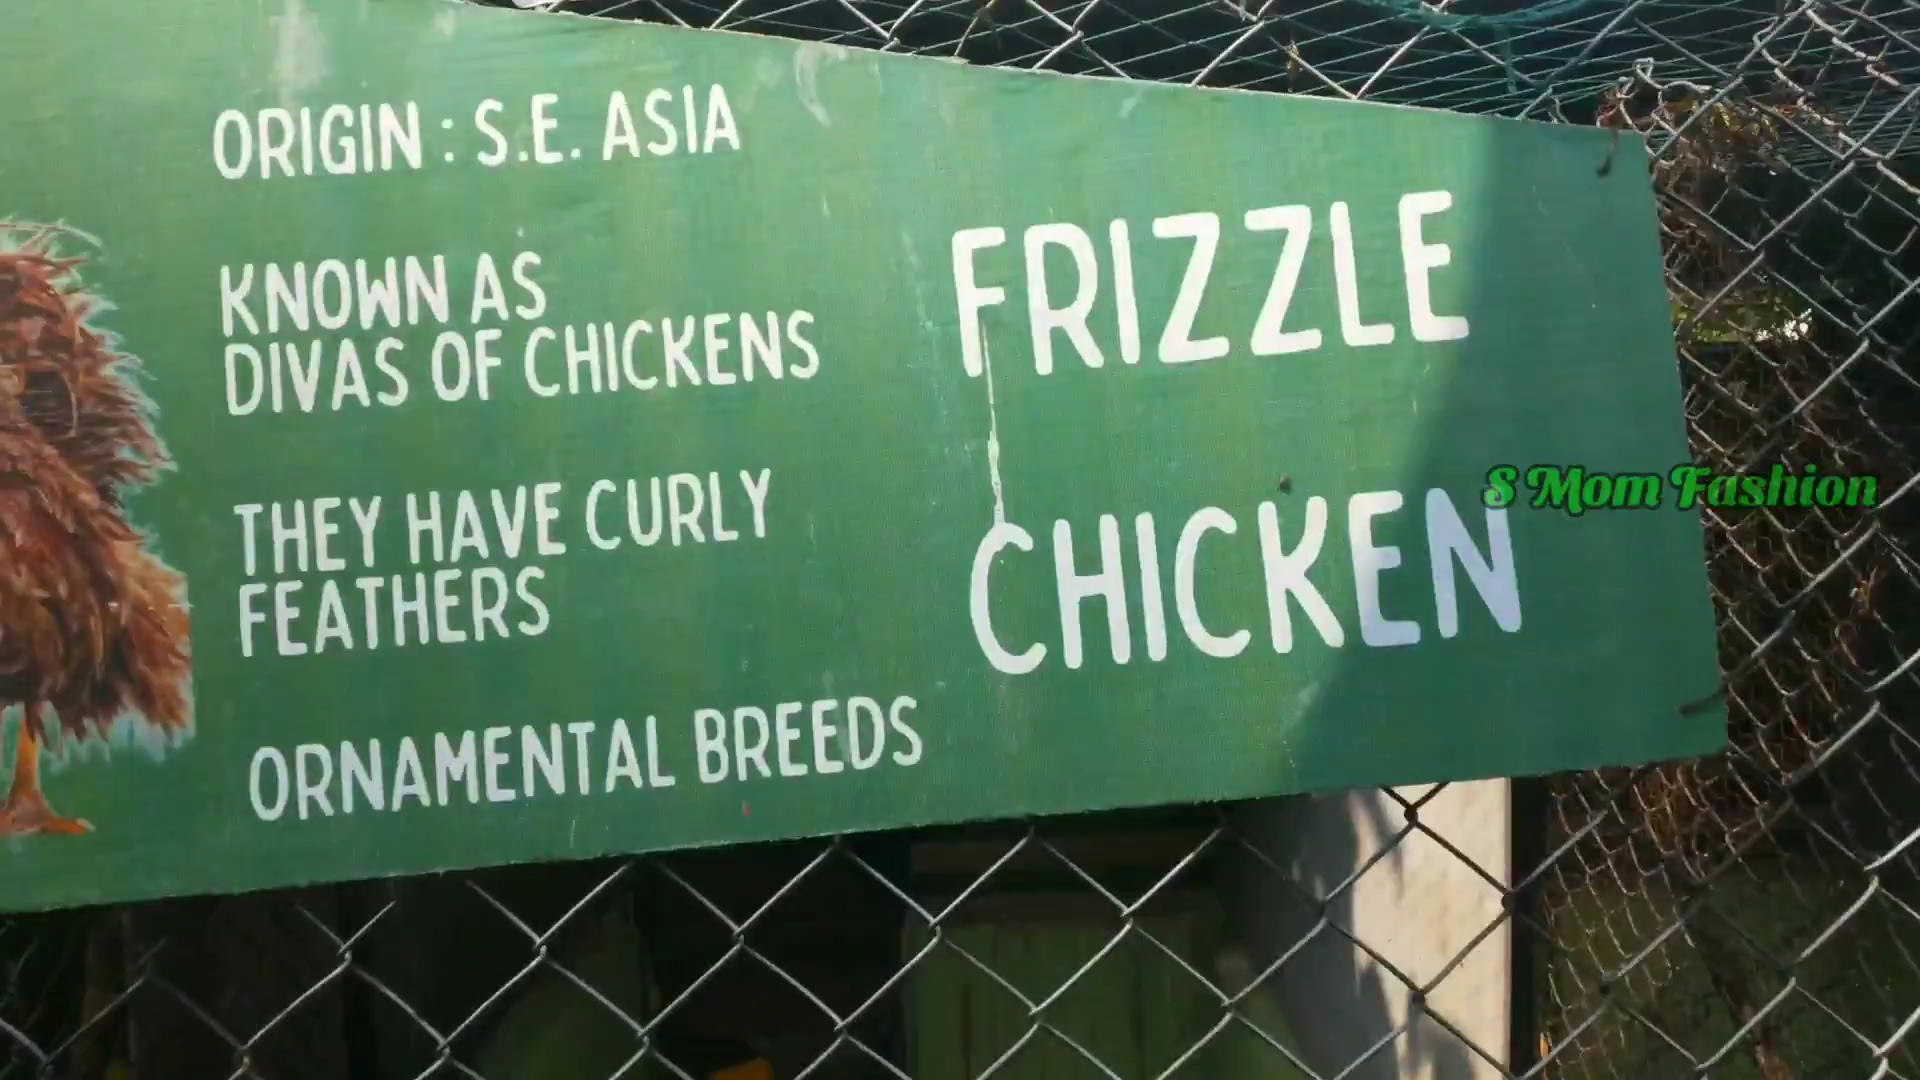 ORIGIN : S.E. ASIA
KNOWN AS
DIVAS OF CHICKENS
THEY HAVE CURLY
FEATHERS
ORNAMENTAL BREEDS
FRIZZLE
CHICKEN
S Mom Fashion